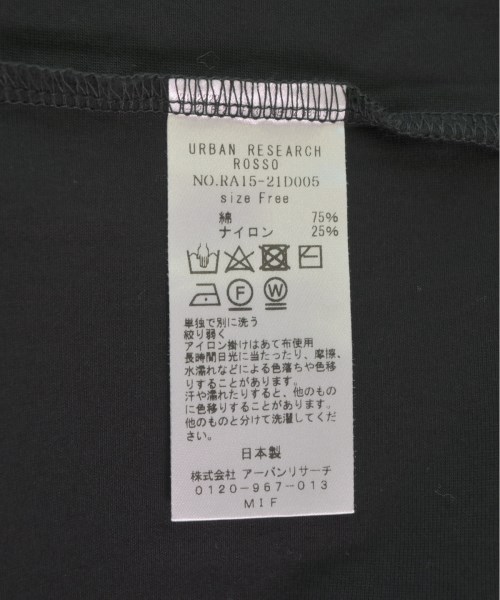 URBAN RESEARCH
ROSSO
NO.RA15-21D005
size Free
綿 75%
ナイロン 25%
F W
単独で別に洗う
絞り弱く
アイロン掛けはあて布使用
長時間日光に当たったり、摩擦、
水濡れなどによる色落ちや色移
りすることがあります。
汗や濡れたりすると、他のもの
に色移りすることがあります。
他のものと分けて洗濯してくだ
さい。
日本製
株式会社 アーバンリサーチ
0120-967-013
MIF